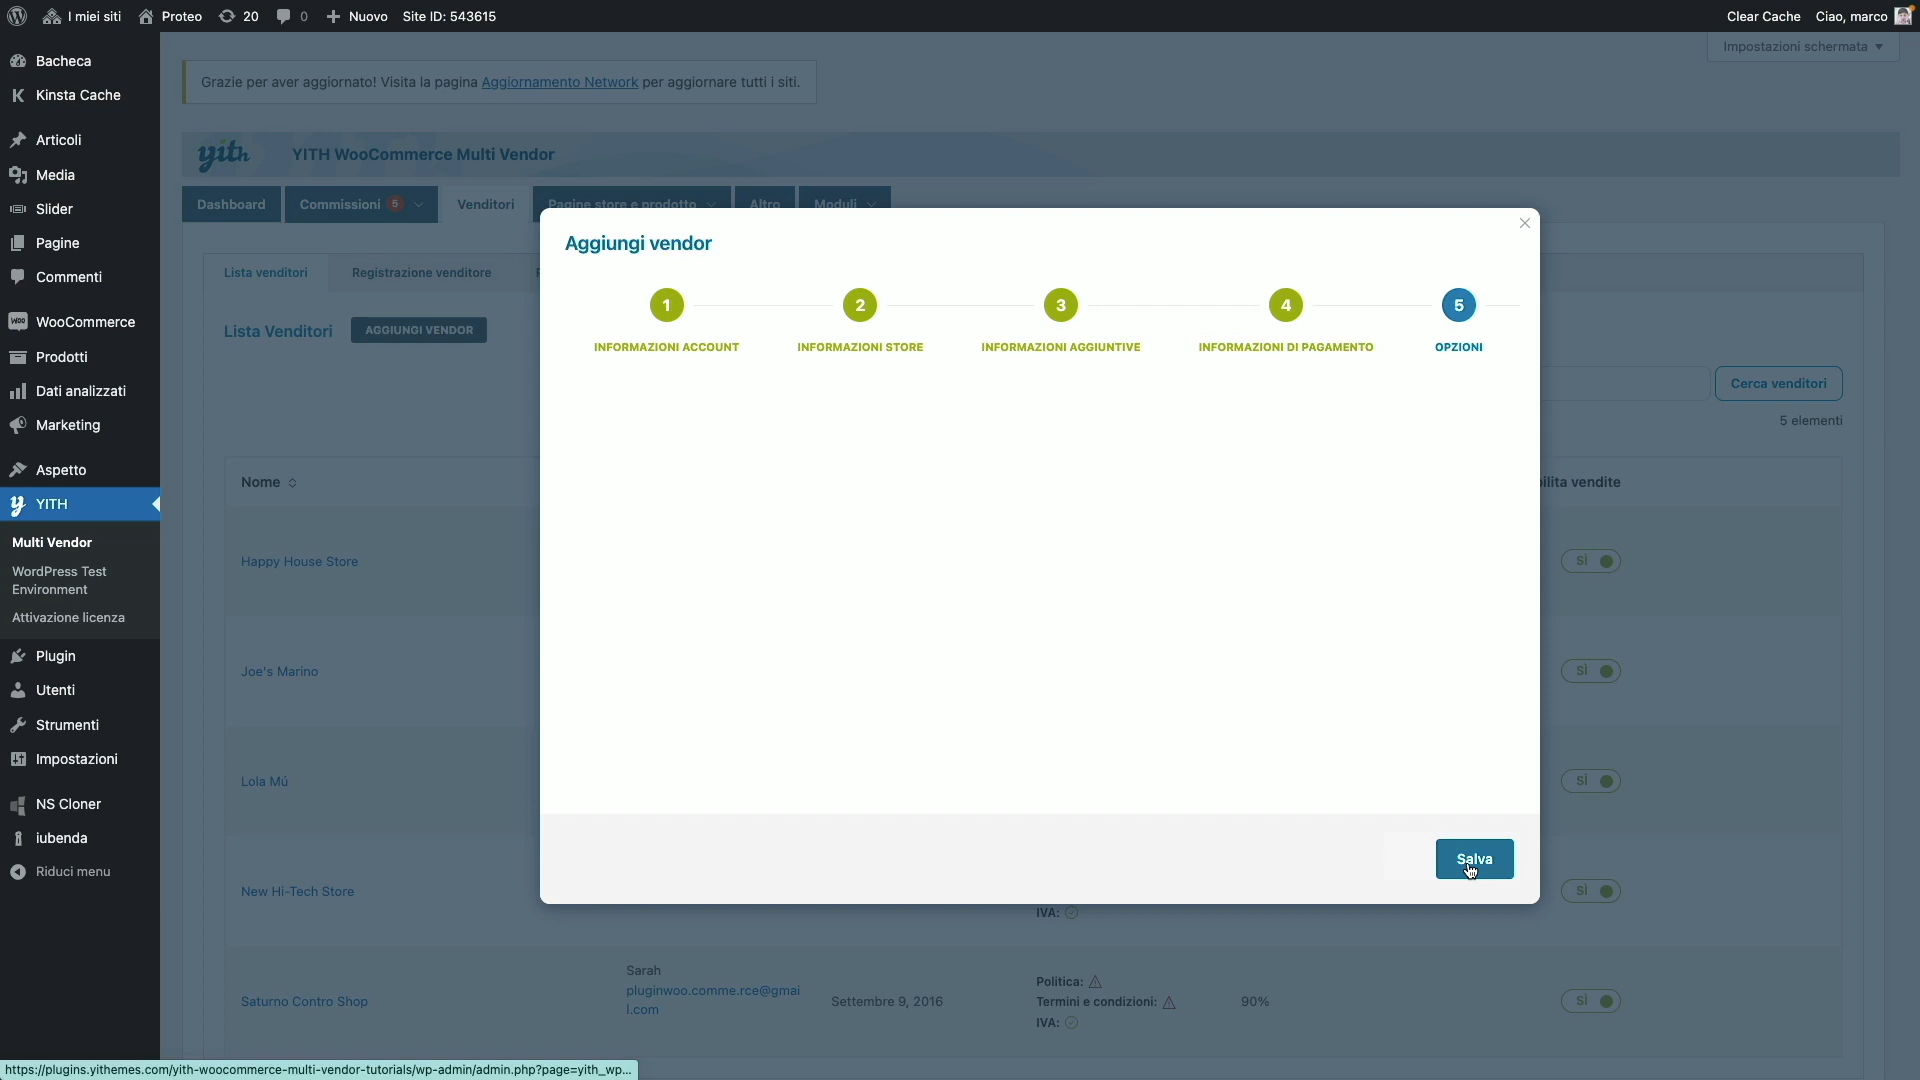 I miei siti
Proteo
20
0
Nuovo
Site ID: 543615
Clear Cache
Ciao, marco
Impostazioni schermata
Bacheca
Kinsta Cache
Articoli
Media
Slider
Pagine
Commenti
WooCommerce
Prodotti
Dati analizzati
Marketing
Aspetto
YITH
Multi Vendor
WordPress Test
Environment
Attivazione licenza
Plugin
Utenti
Strumenti
Impostazioni
NS Cloner
iubenda
Riduci menu
Grazie per aver aggiornato! Visita la pagina Aggiornamento Network per aggiornare tutti i siti.
yith
YITH WooCommerce Multi Vendor
Dashboard
Commissioni 5
Venditori
Pagine store e prodotto
Altro
Moduli
Lista venditori
Registrazione venditore
Lista Venditori
AGGIUNGI VENDOR
Cerca venditori
5 elementi
Nome
bilita vendite
Happy House Store
SÌ
Joe's Marino
SÌ
Lola Mú
SÌ
New Hi-Tech Store
IVA:
SÌ
Saturno Contro Shop
Sarah
pluginwoo.comme.rce@gmai
l.com
Settembre 9, 2016
Politica:
Termini e condizioni:
IVA:
90%
SÌ
Aggiungi vendor
1
2
3
4
5
INFORMAZIONI ACCOUNT
INFORMAZIONI STORE
INFORMAZIONI AGGIUNTIVE
INFORMAZIONI DI PAGAMENTO
OPZIONI
Salva
https://plugins.yithemes.com/yith-woocommerce-multi-vendor-tutorials/wp-admin/admin.php?page=yith_wp...